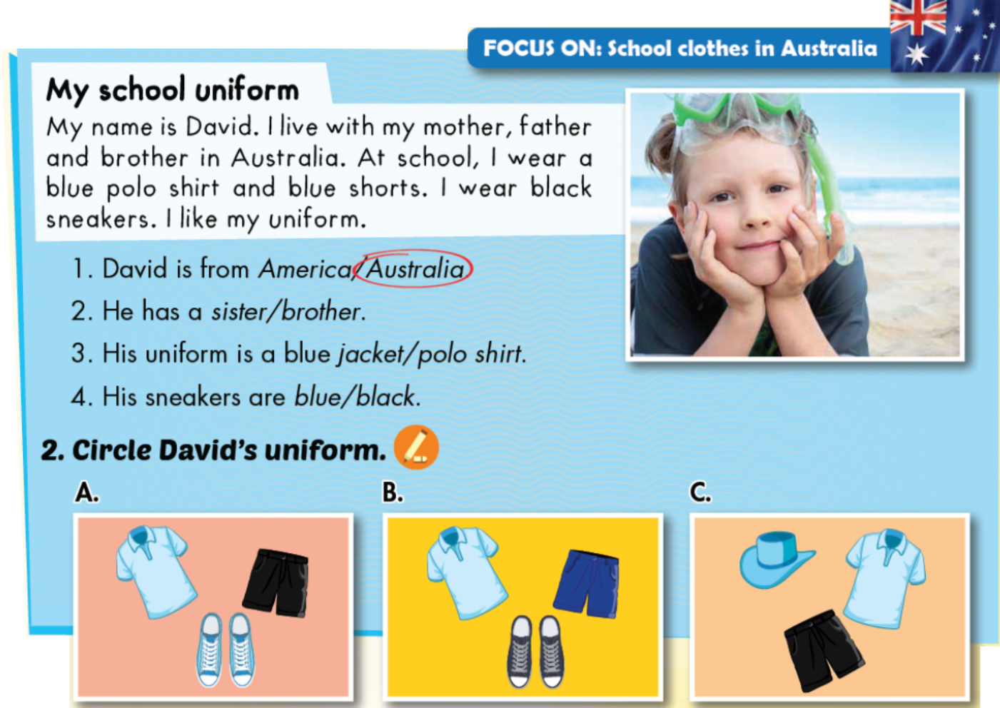 FOCUS ON: School clothes in Australia
My school uniform
My name is David. I live with my mother, father
and brother in Australia. At school, I wear a
blue polo shirt and blue shorts. I wear black
sneakers. I like my uniform.
1. David is from America/Australia.
2. He has a sister/brother.
3. His uniform is a blue jacket/polo shirt.
4. His sneakers are blue/black.
2. Circle David's uniform.
A.
B.
C.